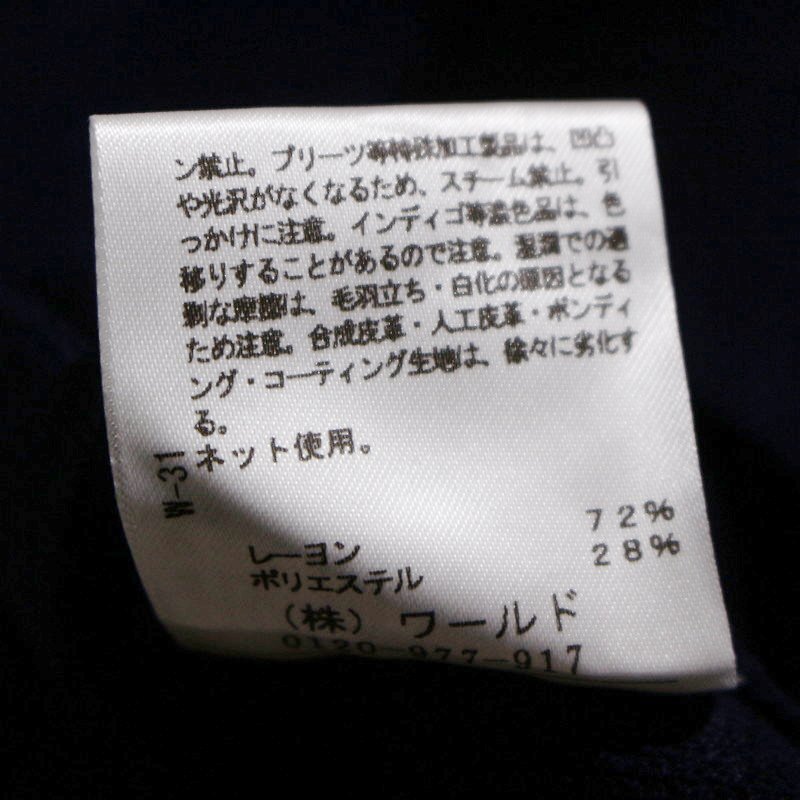 ン禁止。プリーツ等特殊加工製品は、凹凸
や光沢がなくなるため、スチーム禁止。引
っかけに注意。インディゴ等濃色品は、色
移りすることがあるので注意。湿潤での過
剰な摩擦は、毛羽立ち・白化の原因となる
ため注意。合成皮革・人工皮革・ボンディ
ング・コーティング生地は、徐々に劣化す
る。
ネット使用。
W-31
レーヨン 72%
ポリエステル 28%
(株) ワールド
0120-977-917